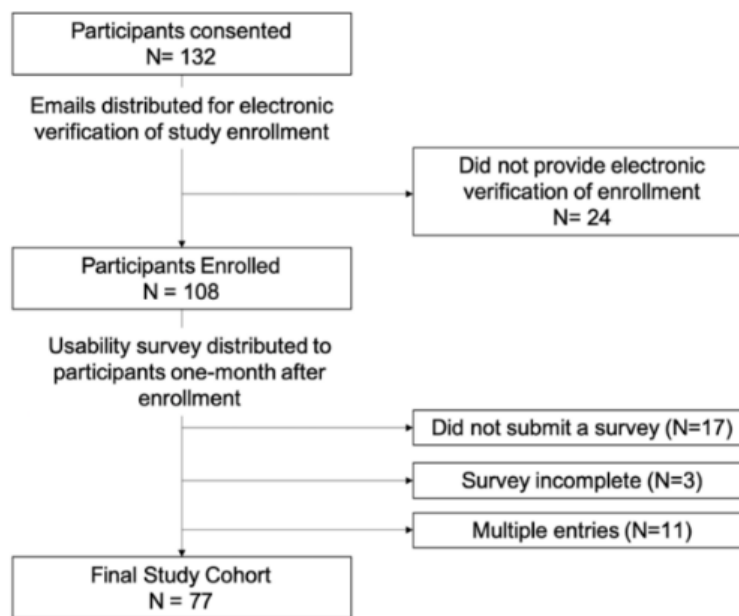 Participants consented
N= 132
Emails distributed for electronic
verification of study enrollment
Did not provide electronic
verification of enrollment
N= 24
Participants Enrolled
N = 108
Usability survey distributed to
participants one-month after
enrollment
Did not submit a survey (N=17)
Survey incomplete (N=3)
Multiple entries (N=11)
Final Study Cohort
N = 77